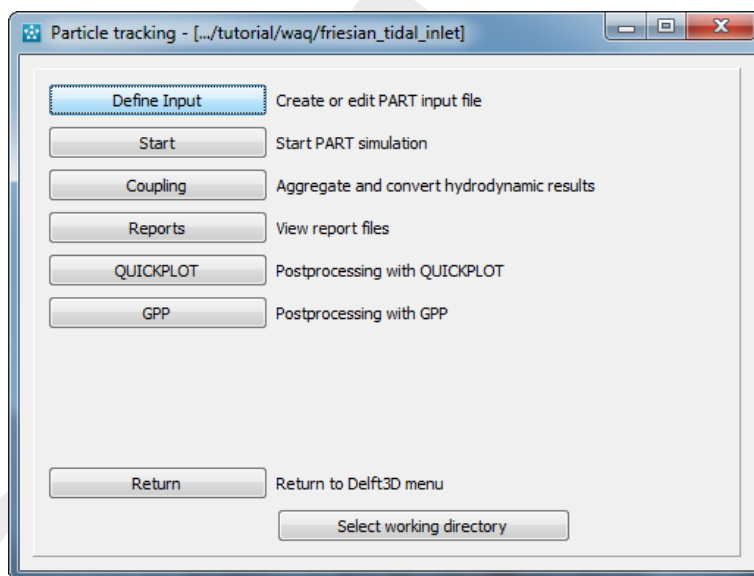 Particle tracking - [.../tutorial/waq/friesian_tidal_inlet]
Define Input Create or edit PART input file
Start Start PART simulation
Coupling Aggregate and convert hydrodynamic results
Reports View report files
QUICKPLOT Postprocessing with QUICKPLOT
GPP Postprocessing with GPP
Return Return to Delft3D menu
Select working directory